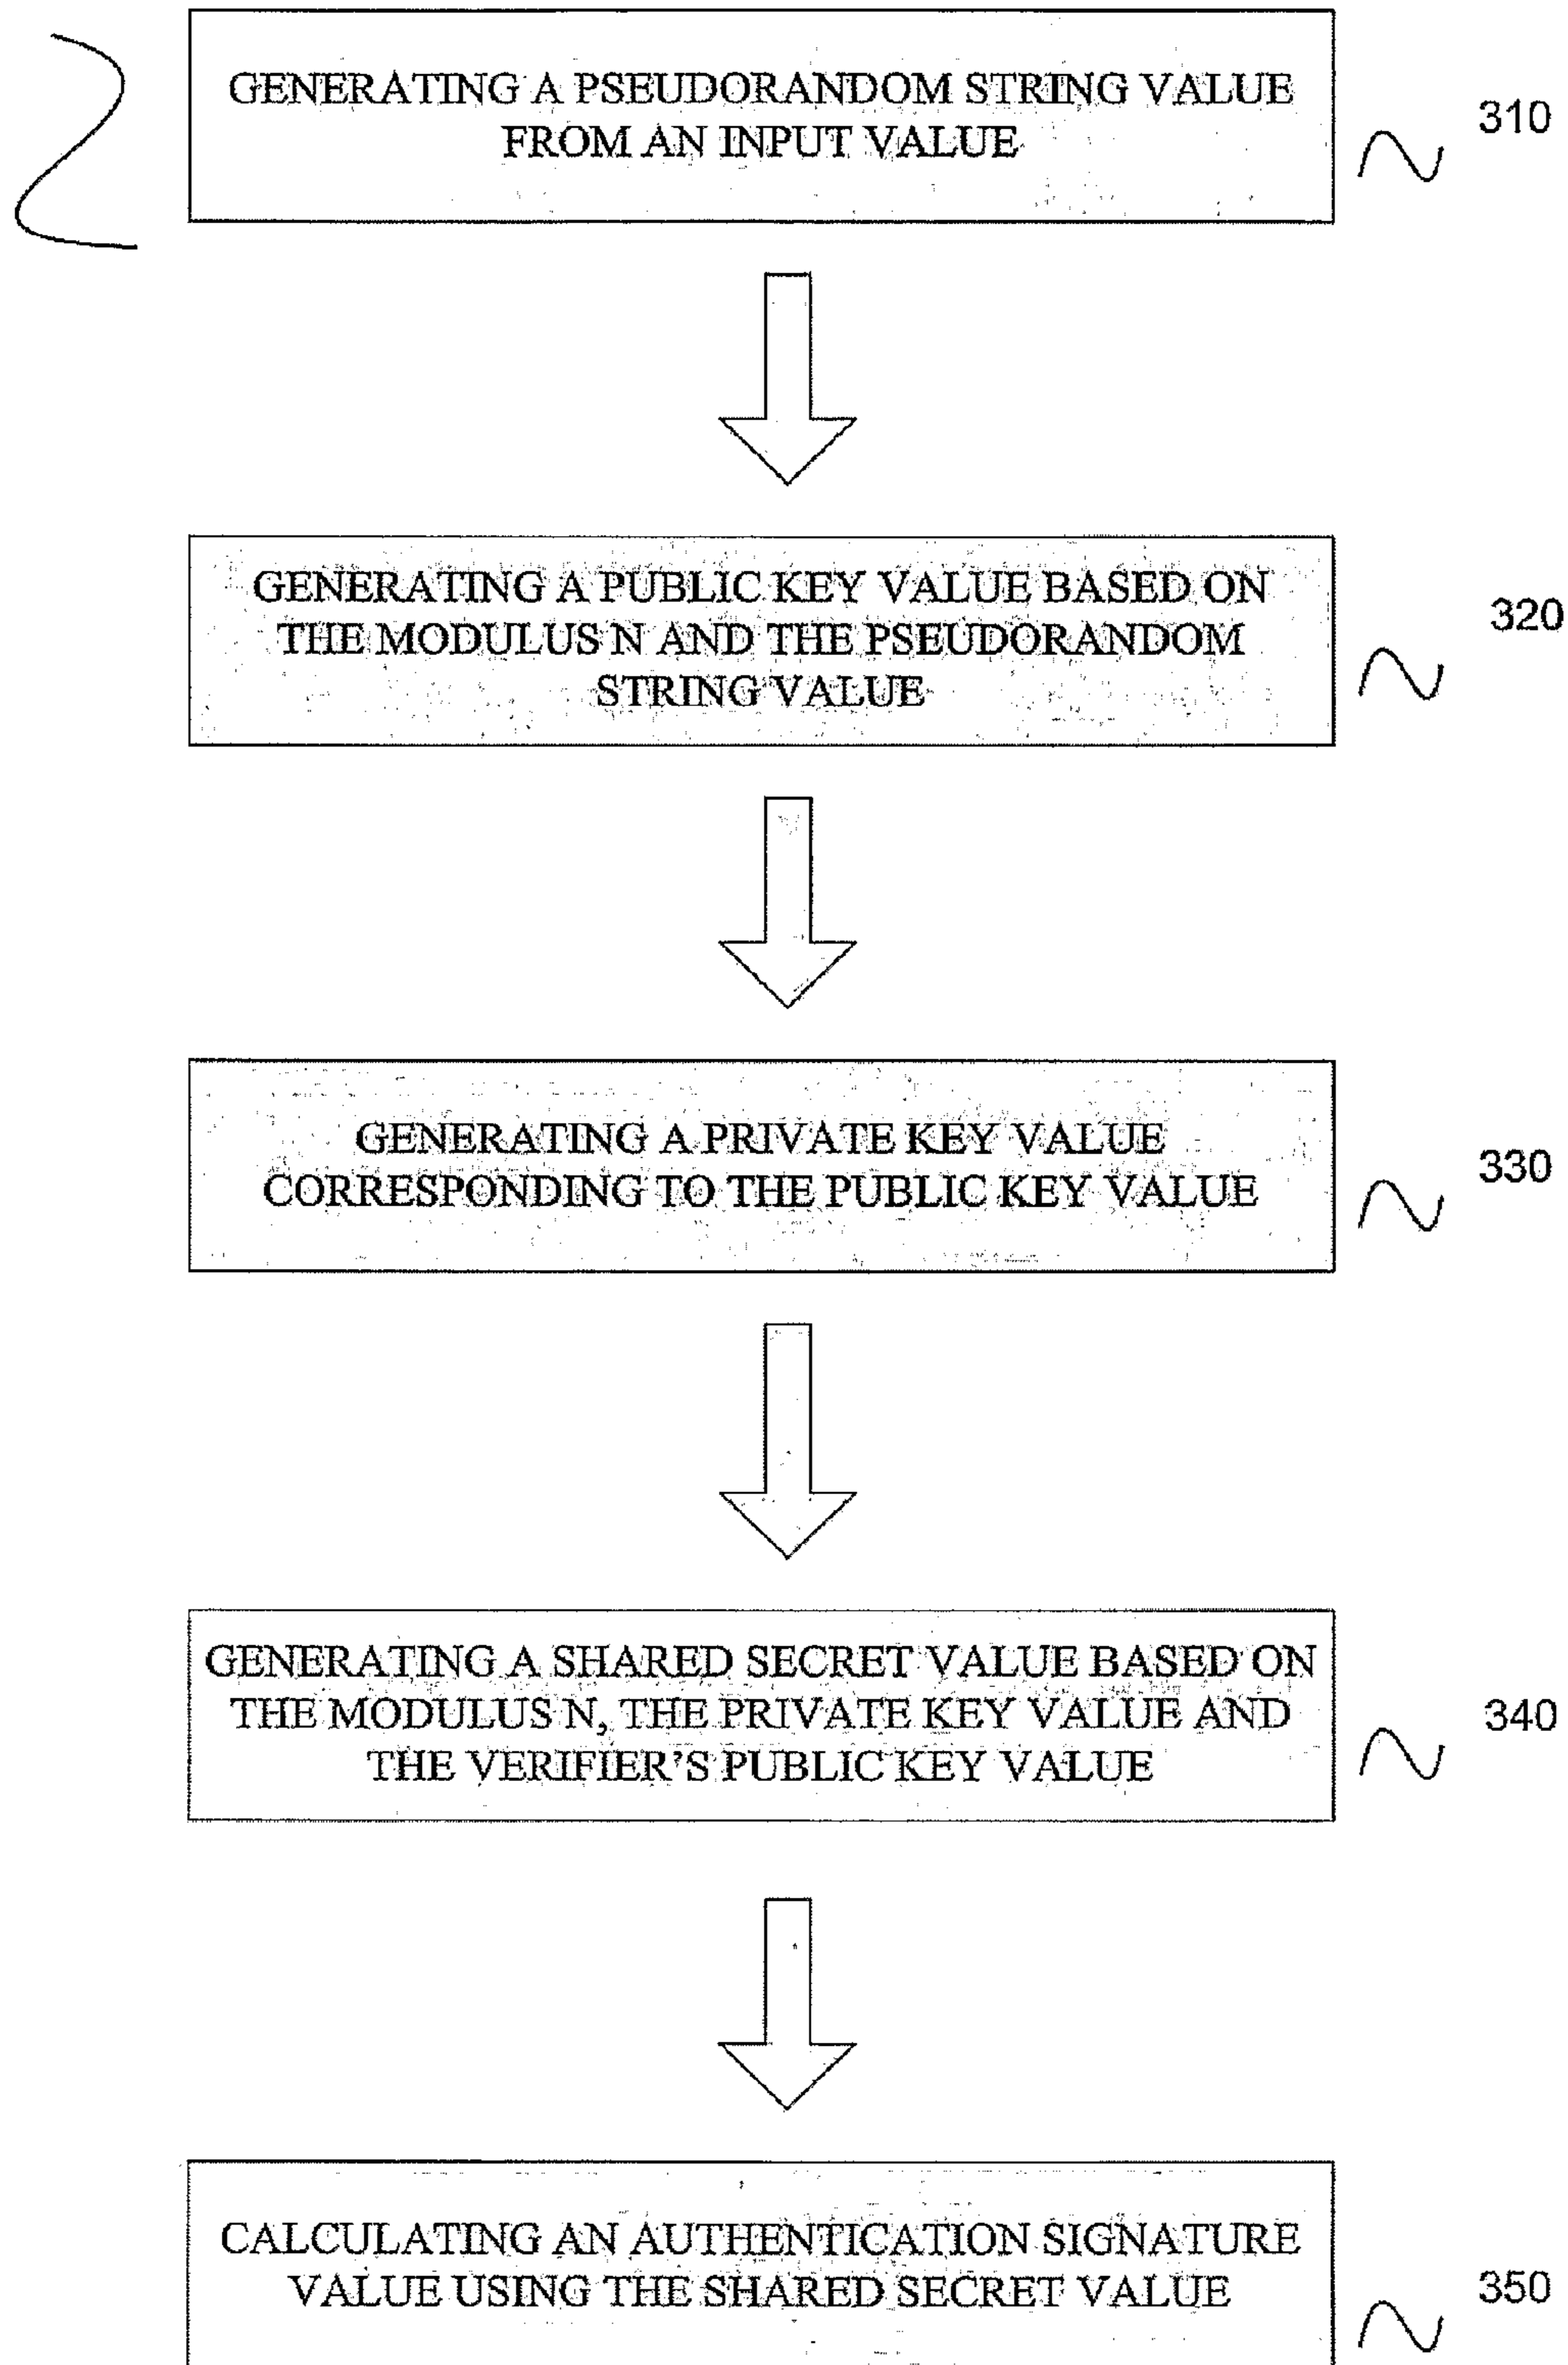 GENERATING A PSEUDORANDOM STRING VALUE
FROM AN INPUT VALUE
310
GENERATING A PUBLIC KEY VALUE BASED ON
THE MODULUS N AND THE PSEUDORANDOM
STRING VALUE
320
GENERATING A PRIVATE KEY VALUE
CORRESPONDING TO THE PUBLIC KEY VALUE
330
GENERATING A SHARED SECRET VALUE BASED ON
THE MODULUS N, THE PRIVATE KEY VALUE AND
THE VERIFIER'S PUBLIC KEY VALUE
340
CALCULATING AN AUTHENTICATION SIGNATURE
VALUE USING THE SHARED SECRET VALUE
350